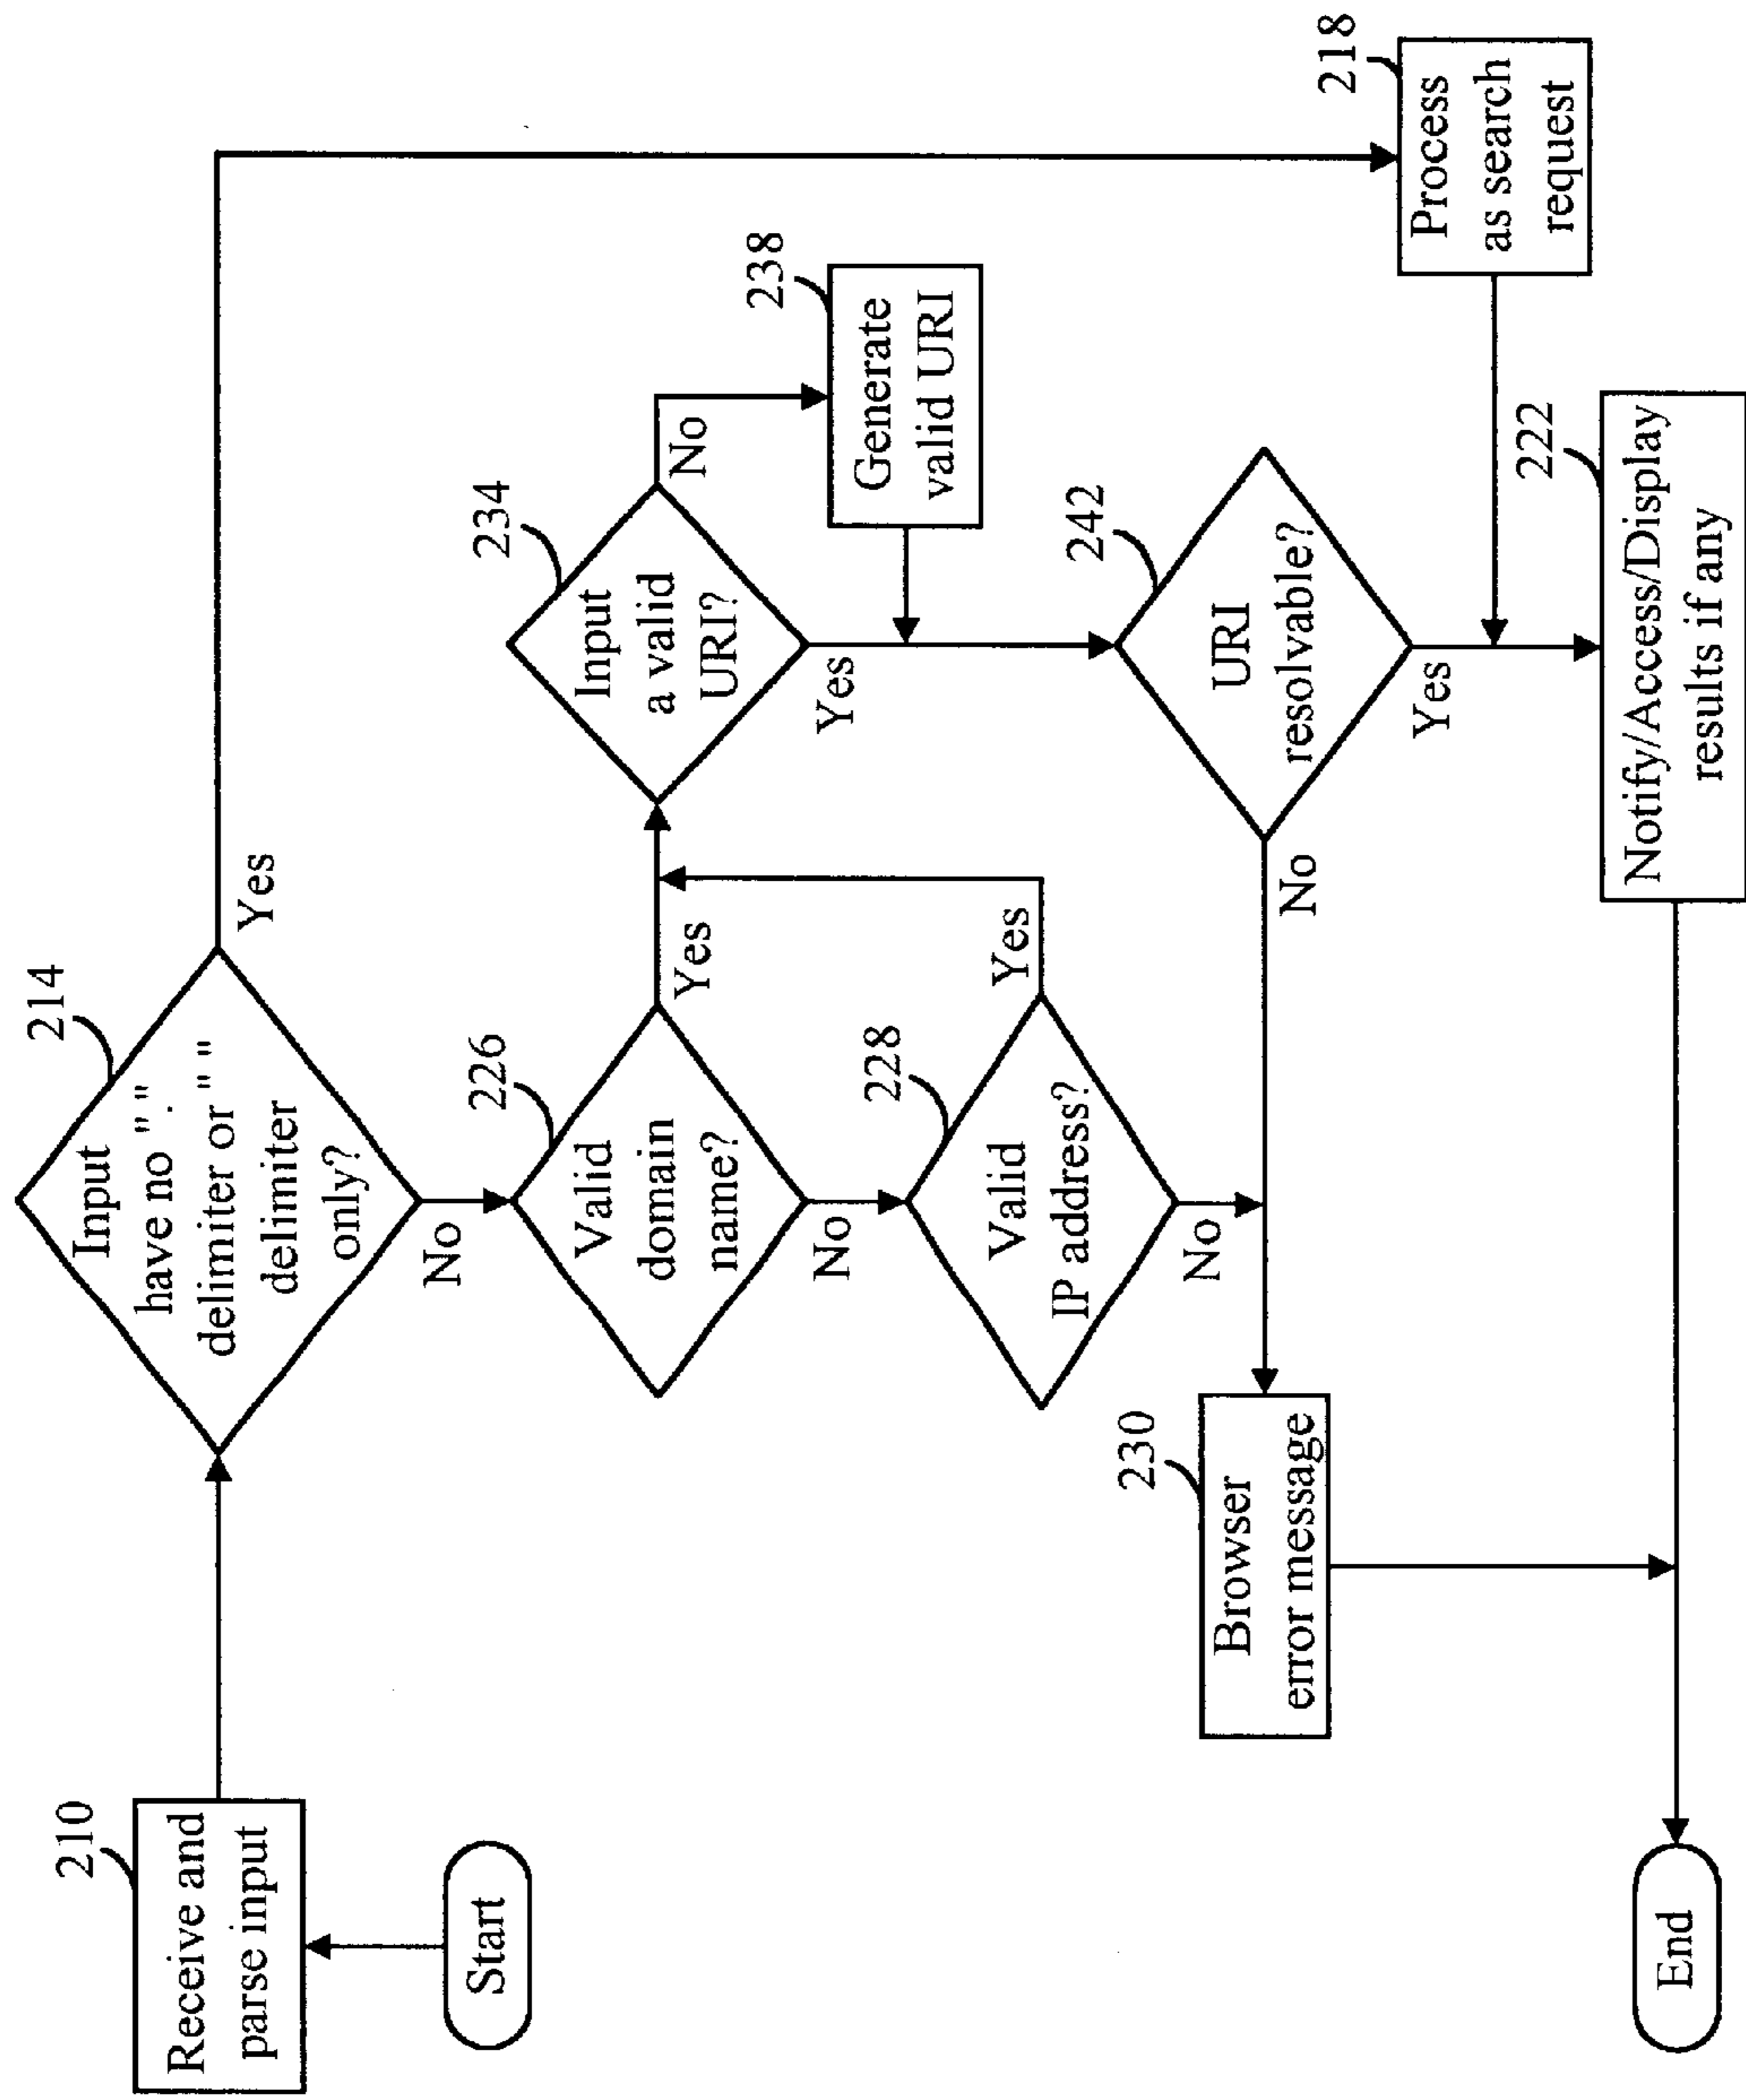 210
Receive and
parse input
Start
214
Input
have no "."
delimiter or " "
delimiter
only?
Yes
No
226
Valid
domain
name?
Yes
No
228
Valid
IP address?
Yes
No
230
Browser
error message
234
Input
a valid
URI?
No
Yes
238
Generate
valid URI
242
URI
resolvable?
No
Yes
218
Process
as search
request
222
Notify/Access/Display
results if any
End